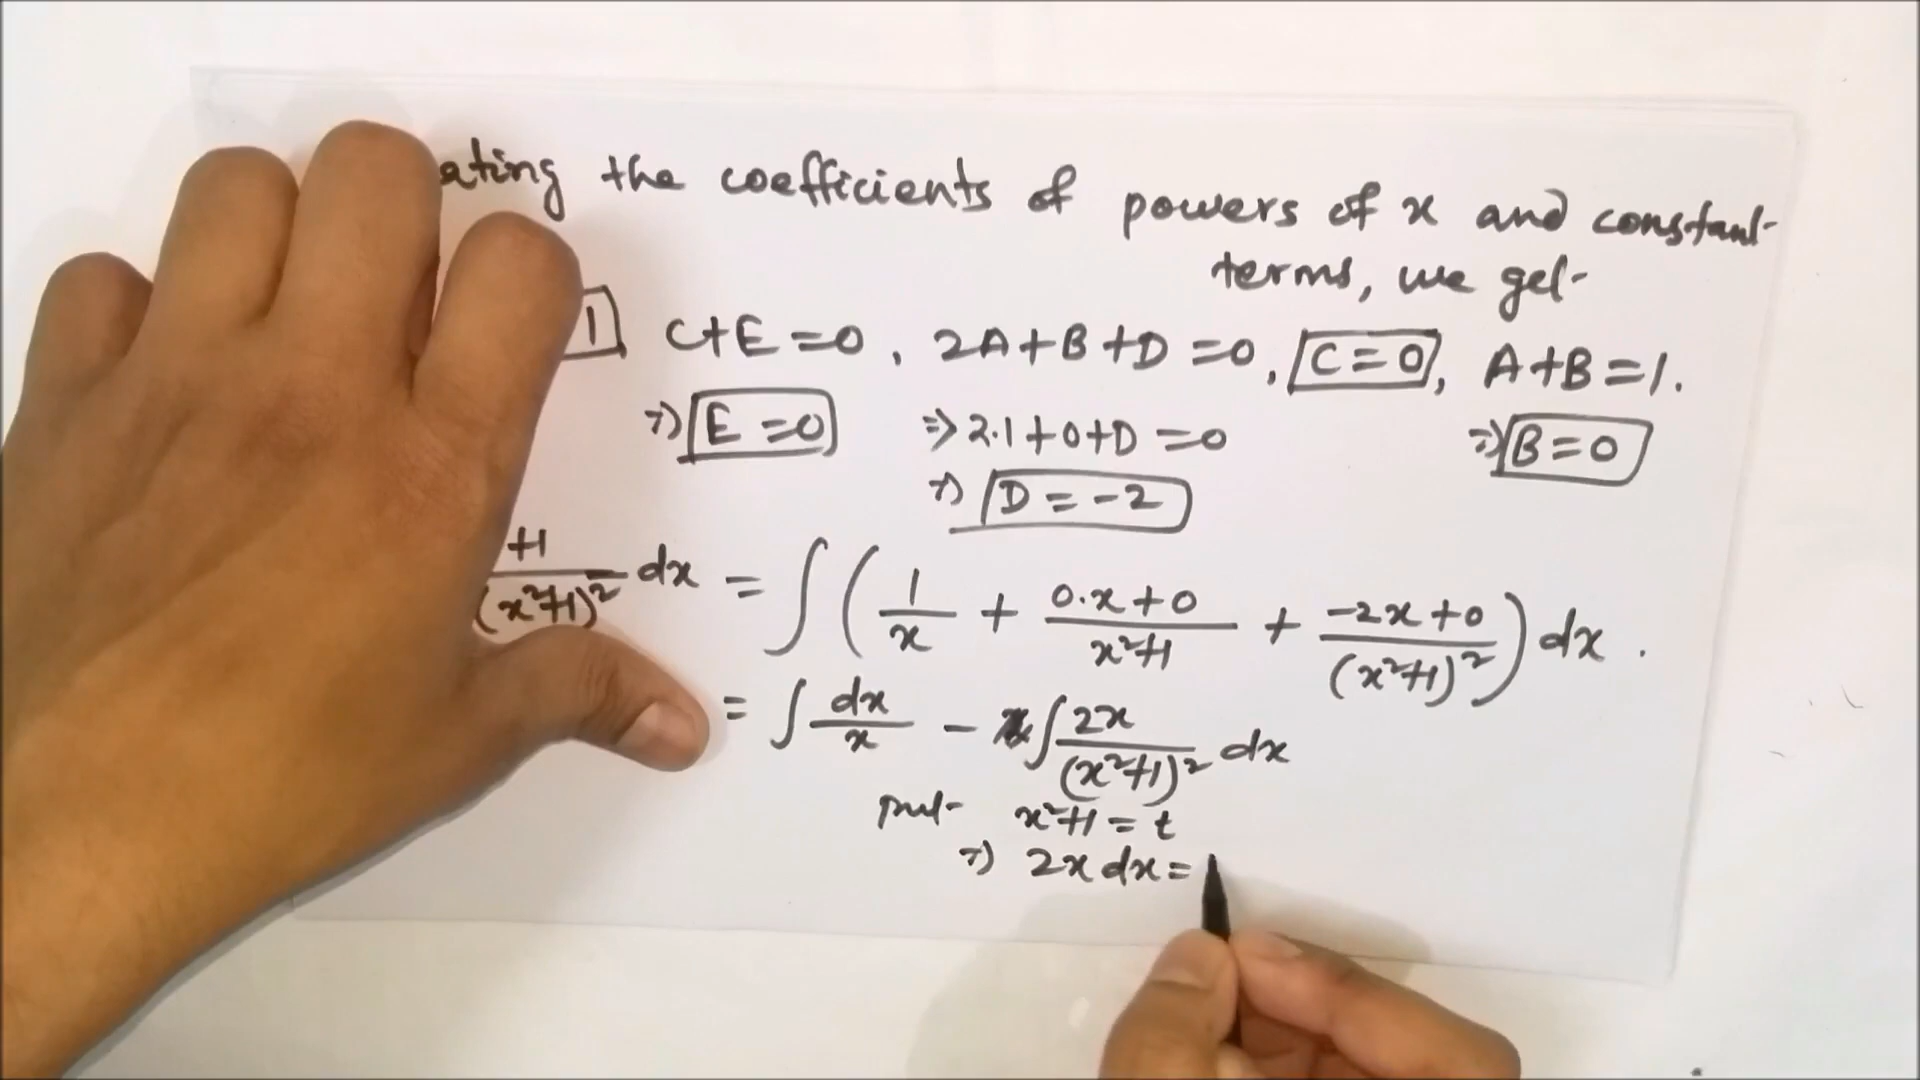 ating the coefficients of powers of x and constant
terms, we get
1 C+E=0, 2A+B+D=0, C=0, A+B=1.
⇒ E=0 ⇒ 2.1+0+D=0 ⇒ B=0
⇒ D=-2
+1/(x²+1)² dx = ∫(1/x + (0.x+0)/(x²+1) + (-2x+0)/(x²+1)²) dx.
= ∫dx/x - ∫2x/(x²+1)² dx
put x²+1=t
⇒ 2x dx=